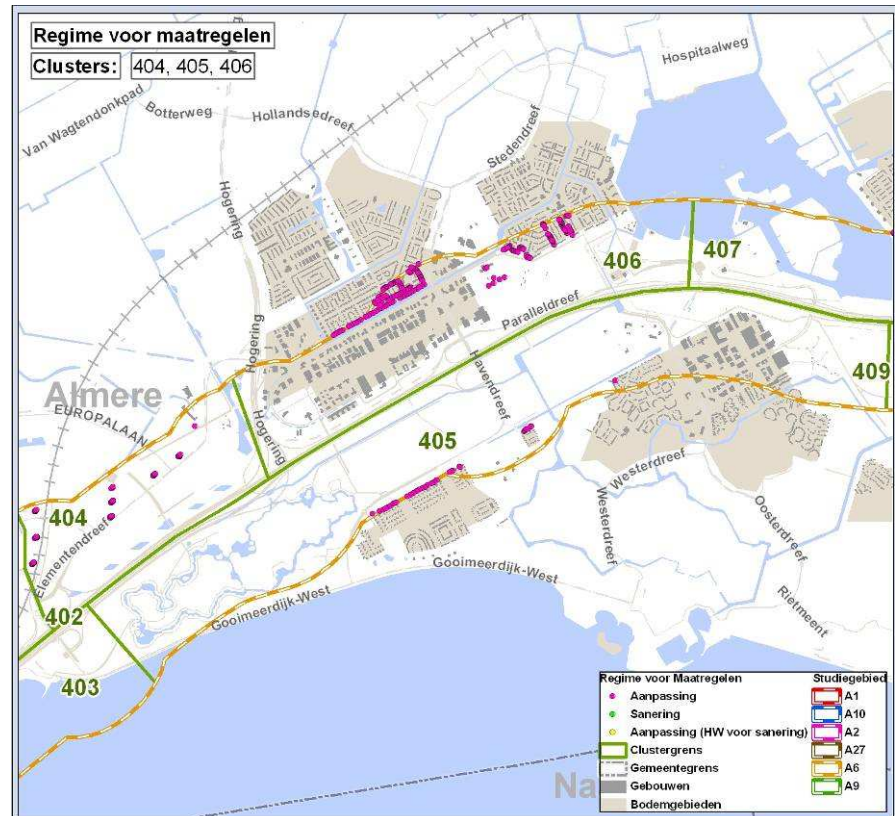 Regime voor maatregelen
Clusters: 404, 405, 406
Hospitaalweg
Van Wagtendonkpad
Botterweg
Hollandsedreef
Stedendreef
Hogering
406
407
Paralleldreef
Hogering
Havendreef
409
Almere
EUROPALAAN
Hogering
405
404
Westerdreef
Westerdreef
Oosterdreef
Elementendreef
Gooimeerdijk-West
Gooimeerdijk-West
Rietmeent
402
403
Na
Regime voor Maatregelen
Aanpassing
Sanering
Aanpassing (HW voor sanering)
Clustergrens
Gemeentegrens
Gebouwen
Bodemgebieden
Studiegebied
A1
A10
A2
A27
A6
A9